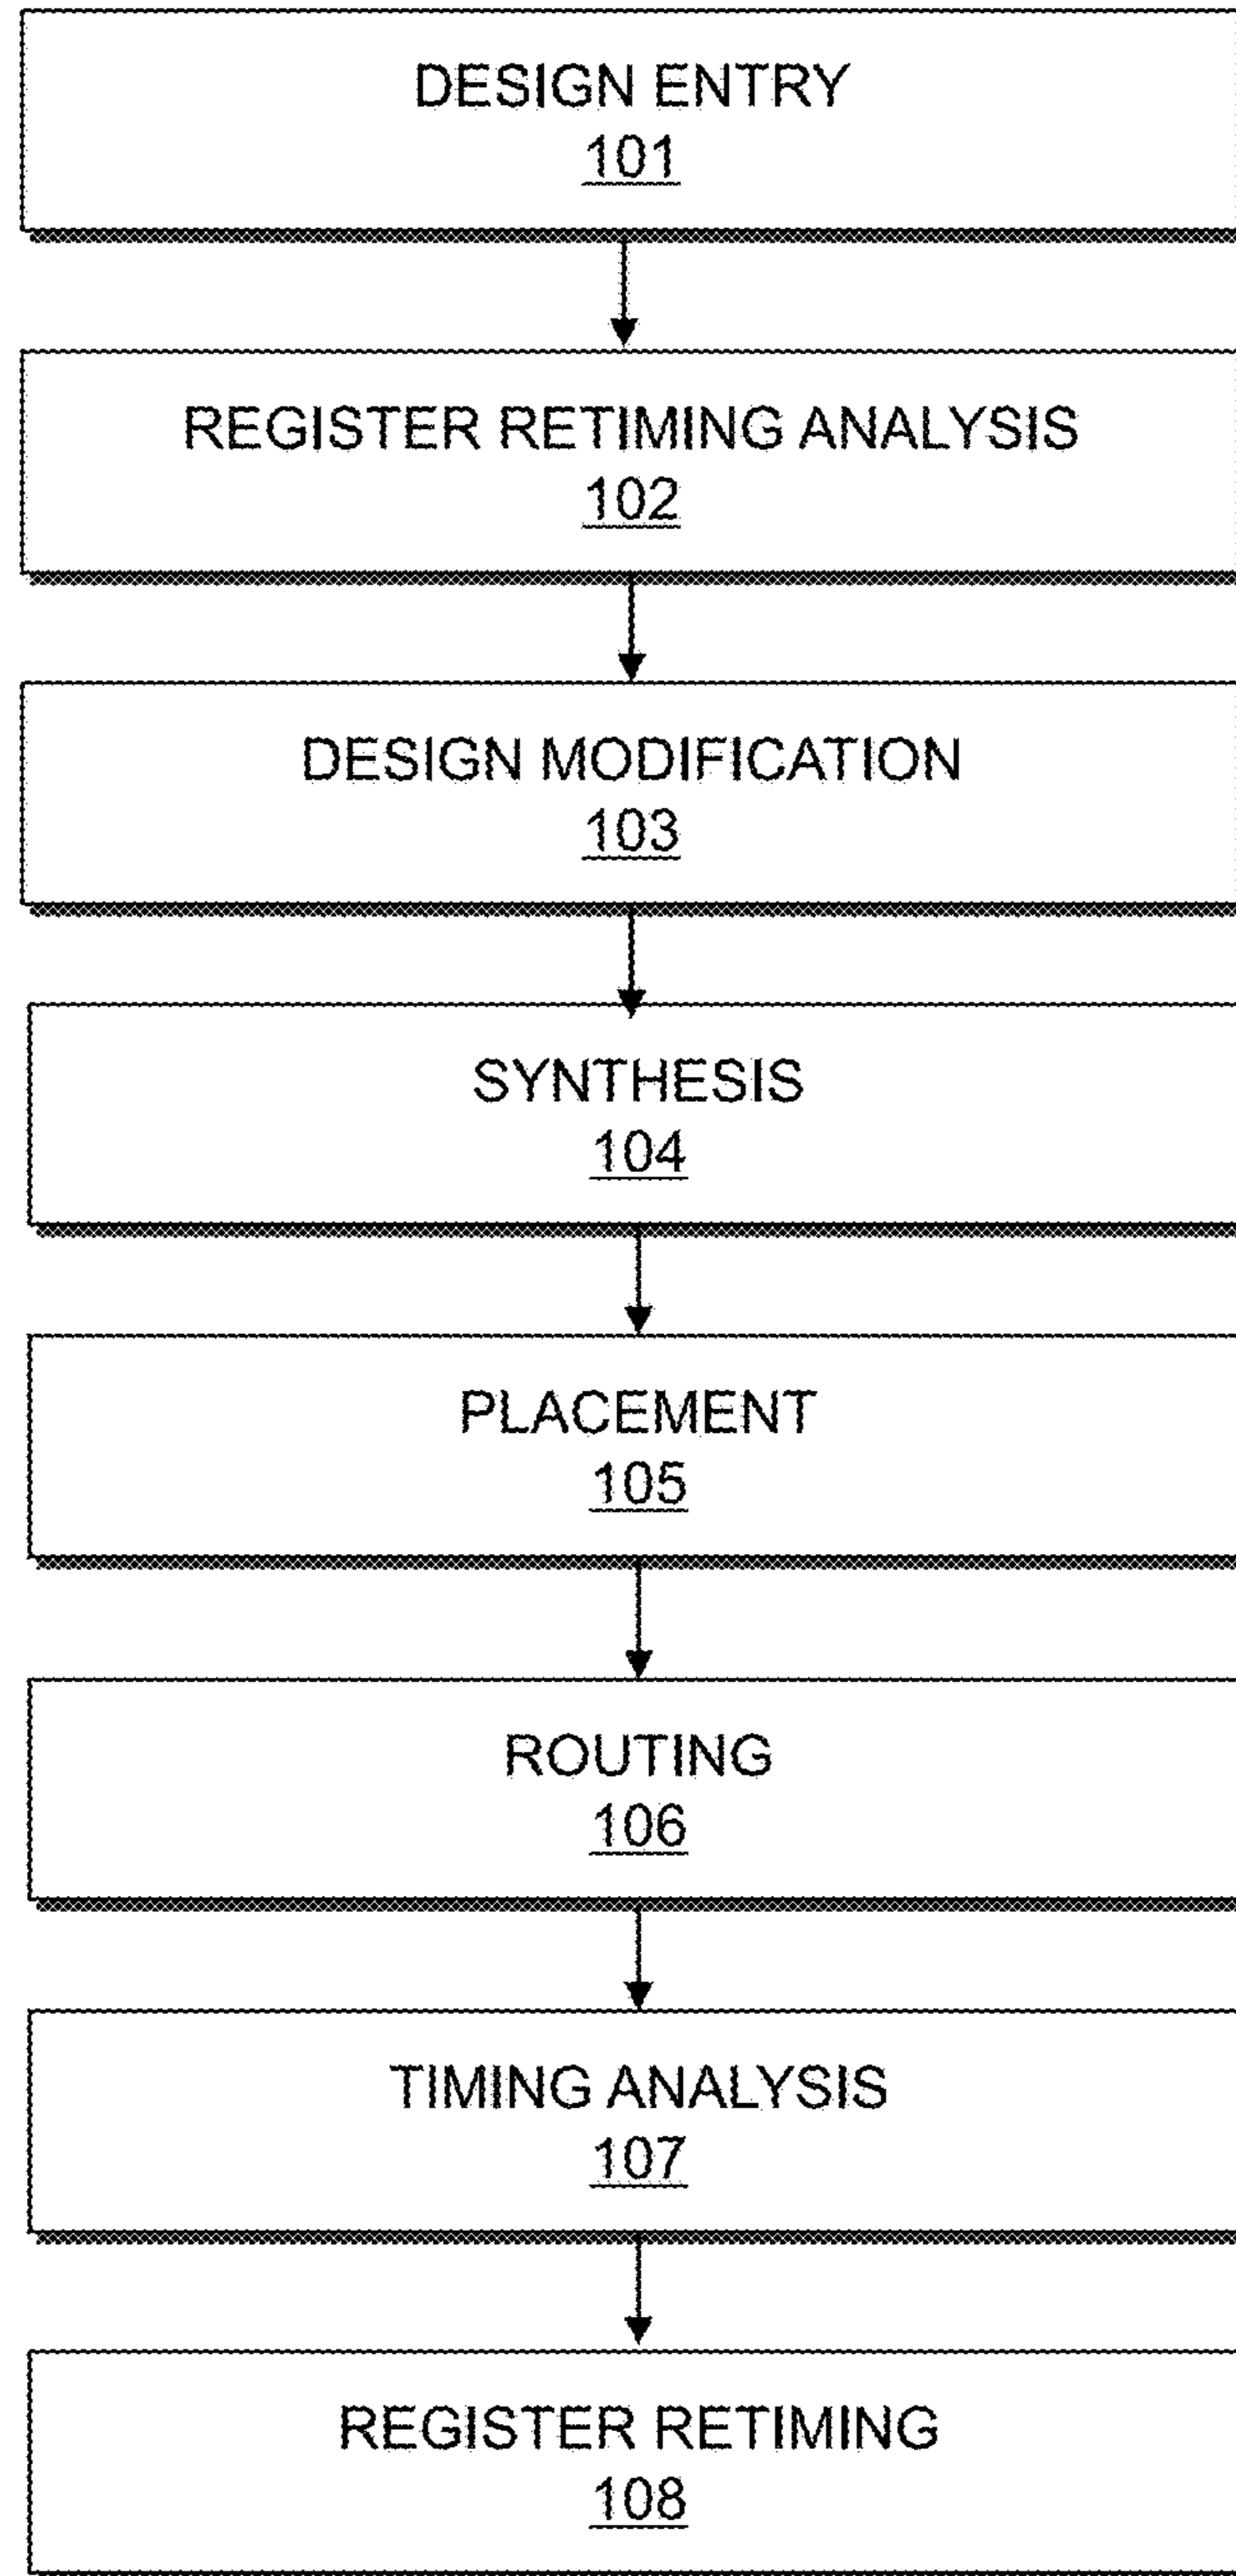 DESIGN ENTRY
101
REGISTER RETIMING ANALYSIS
102
DESIGN MODIFICATION
103
SYNTHESIS
104
PLACEMENT
105
ROUTING
106
TIMING ANALYSIS
107
REGISTER RETIMING
108